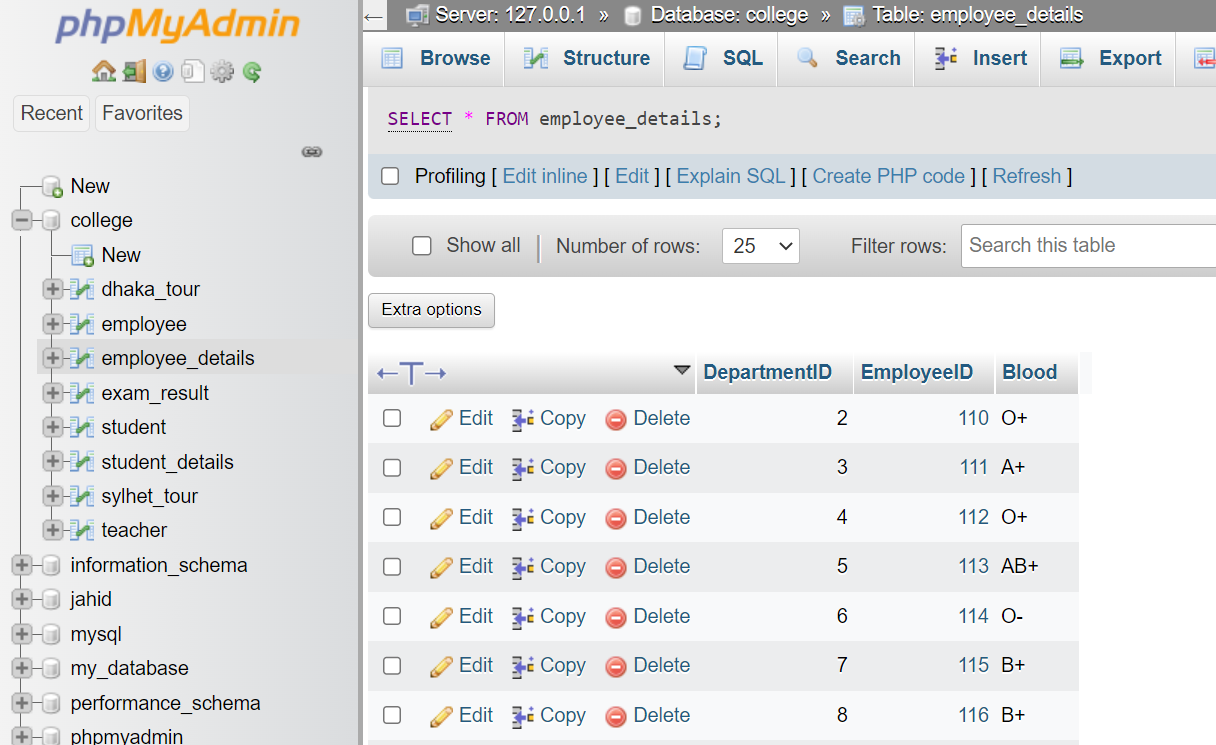 phpMyAdmin
Recent Favorites
New
college
New
dhaka_tour
employee
employee_details
exam_result
student
student_details
sylhet_tour
teacher
information_schema
jahid
mysql
my_database
performance_schema
phpmyadmin
Server: 127.0.0.1 » Database: college » Table: employee_details
Browse Structure SQL Search Insert Export
SELECT * FROM employee_details;
Profiling [ Edit inline ] [ Edit ] [ Explain SQL ] [ Create PHP code ] [ Refresh ]
Show all Number of rows: 25 Filter rows: Search this table
Extra options
←T→ DepartmentID EmployeeID Blood
Edit Copy Delete 2 110 O+
Edit Copy Delete 3 111 A+
Edit Copy Delete 4 112 O+
Edit Copy Delete 5 113 AB+
Edit Copy Delete 6 114 O-
Edit Copy Delete 7 115 B+
Edit Copy Delete 8 116 B+